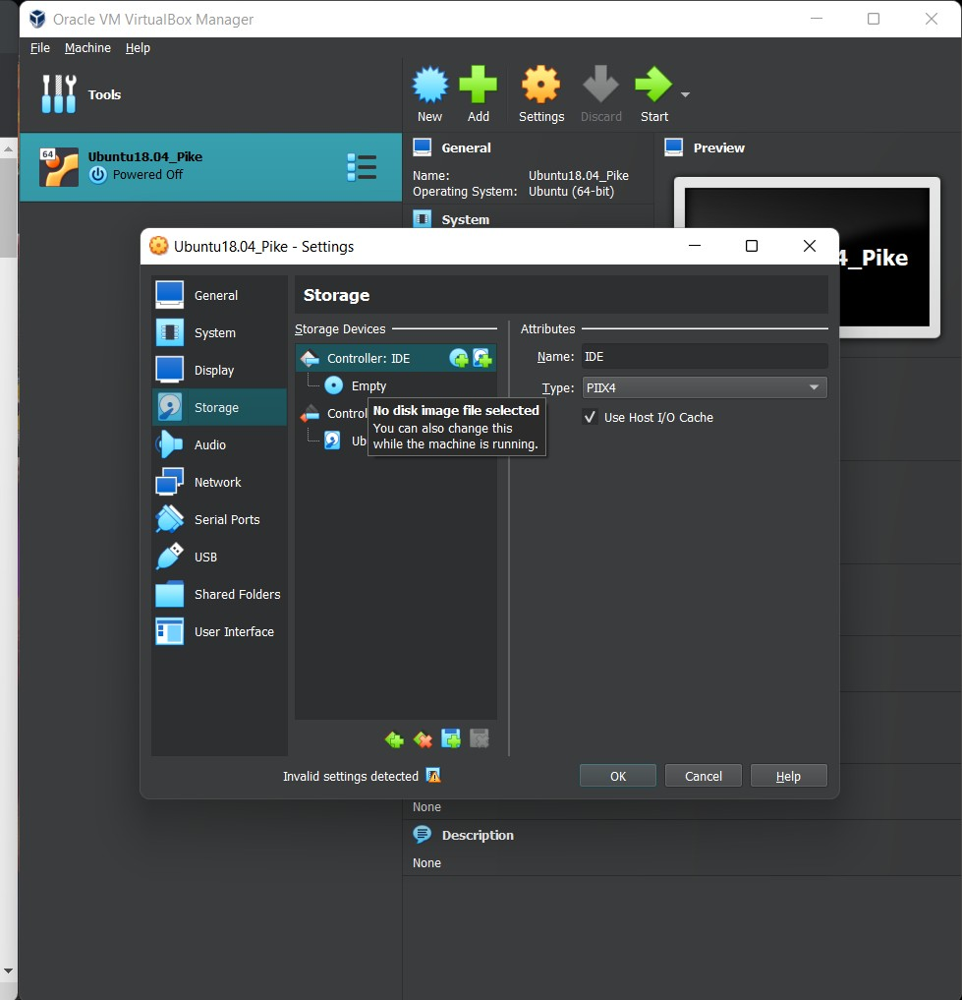 Oracle VM VirtualBox Manager
File Machine Help
Tools
New Add Settings Discard Start
64
Ubuntu18.04_Pike
Powered Off
General
Name: Ubuntu18.04_Pike
Operating System: Ubuntu (64-bit)
System
Preview
4_Pike
Ubuntu18.04_Pike - Settings
General
System
Display
Storage
Audio
Network
Serial Ports
USB
Shared Folders
User Interface
Storage
Storage Devices
Controller: IDE
Empty
Control
Ub
No disk image file selected
You can also change this
while the machine is running.
Attributes
Name: IDE
Type: PIIX4
Use Host I/O Cache
Invalid settings detected
OK Cancel Help
None
Description
None